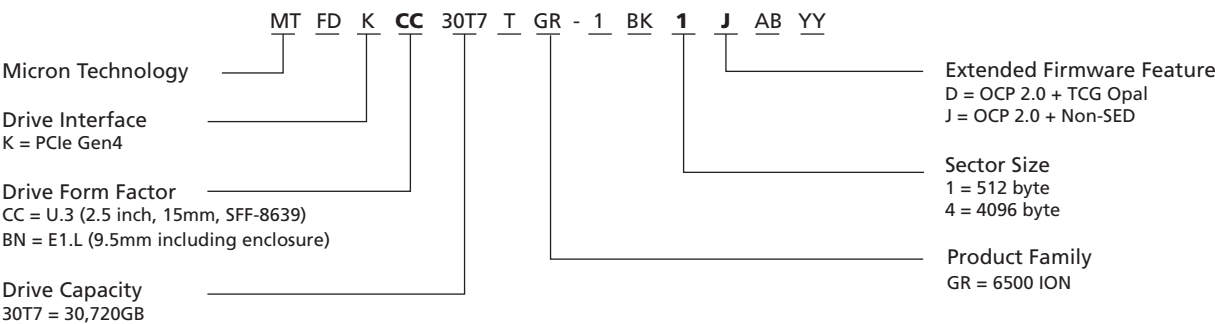 MT FD K CC 30T7 T GR - 1 BK 1 J AB YY
Micron Technology
Drive Interface
K = PCIe Gen4
Drive Form Factor
CC = U.3 (2.5 inch, 15mm, SFF-8639)
BN = E1.L (9.5mm including enclosure)
Drive Capacity
30T7 = 30,720GB
Extended Firmware Feature
D = OCP 2.0 + TCG Opal
J = OCP 2.0 + Non-SED
Sector Size
1 = 512 byte
4 = 4096 byte
Product Family
GR = 6500 ION